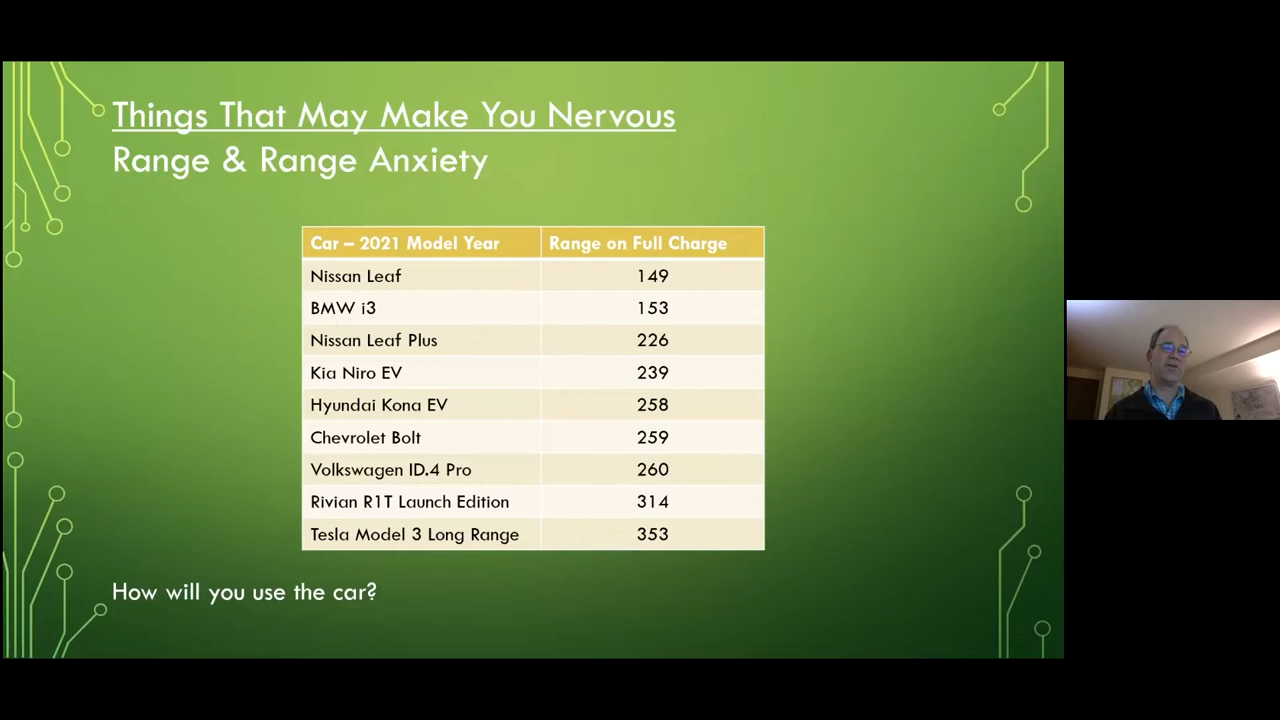 Things That May Make You Nervous
Range & Range Anxiety
Car – 2021 Model Year Range on Full Charge
Nissan Leaf 149
BMW i3 153
Nissan Leaf Plus 226
Kia Niro EV 239
Hyundai Kona EV 258
Chevrolet Bolt 259
Volkswagen ID.4 Pro 260
Rivian R1T Launch Edition 314
Tesla Model 3 Long Range 353
How will you use the car?